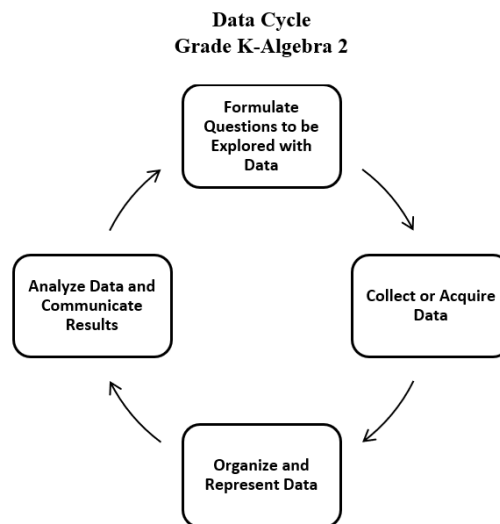 Data Cycle
Grade K-Algebra 2
Formulate
Questions to be
Explored with
Data
Analyze Data and
Communicate
Results
Collect or Acquire
Data
Organize and
Represent Data